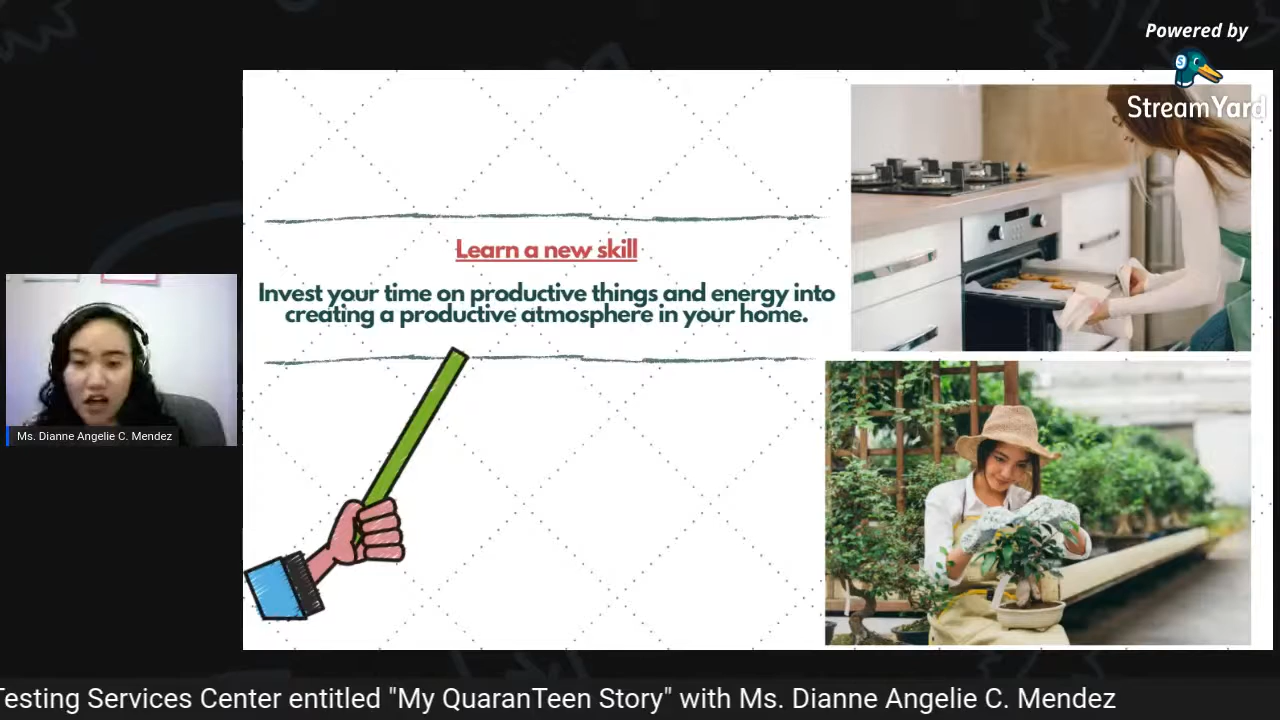 Powered by
StreamYard
Learn a new skill
Invest your time on productive things and energy into
creating a productive atmosphere in your home.
Ms. Dianne Angelie C. Mendez
Testing Services Center entitled "My QuaranTeen Story" with Ms. Dianne Angelie C. Mendez